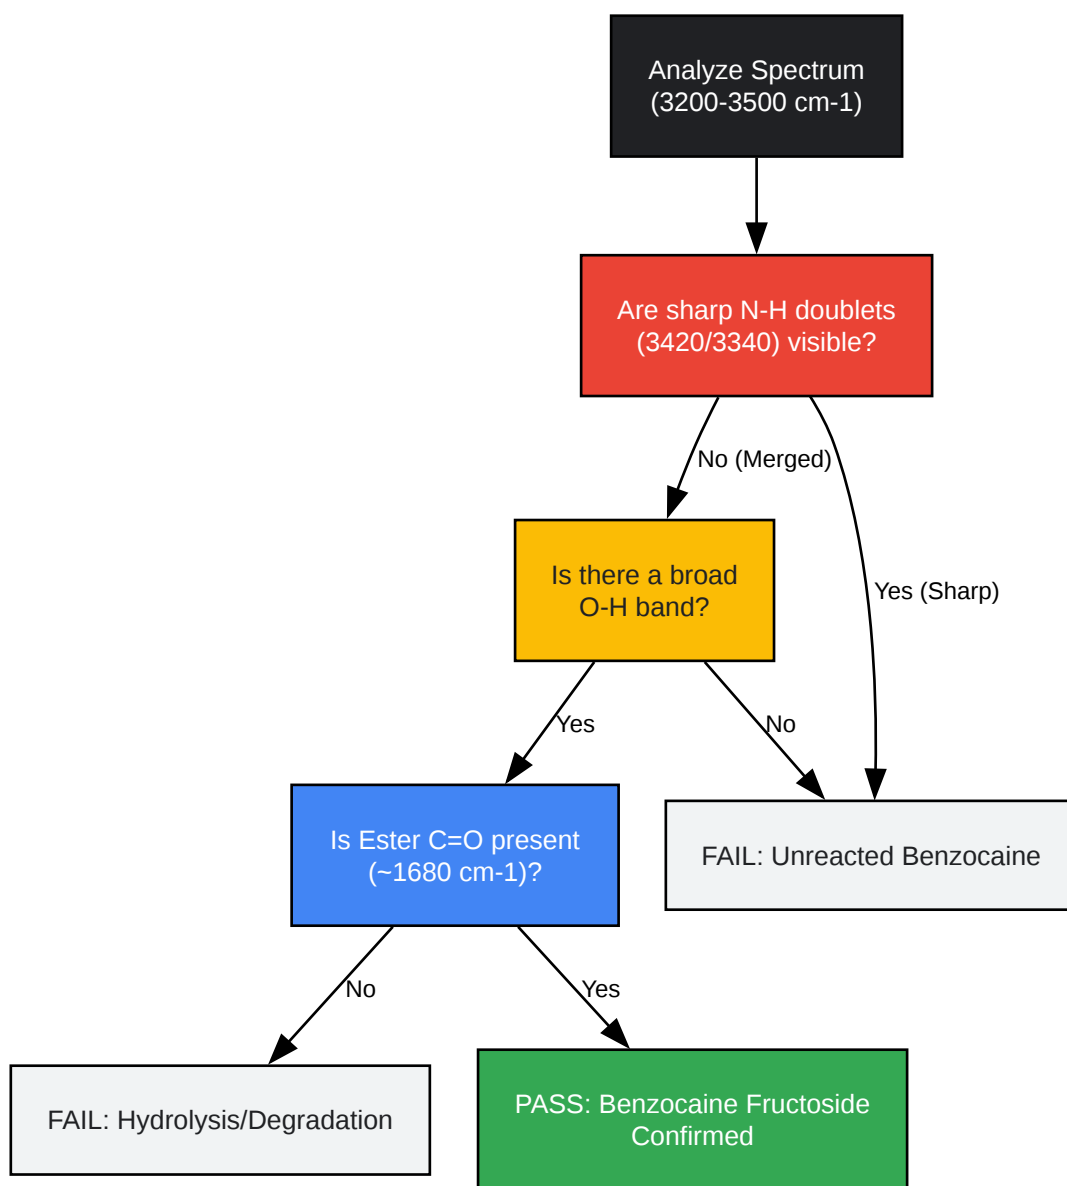 Analyze Spectrum
(3200-3500 cm-1)
Are sharp N-H doublets
(3420/3340) visible?
No (Merged)
Yes (Sharp)
Is there a broad
O-H band?
Yes
No
Is Ester C=O present
(~1680 cm-1)?
FAIL: Unreacted Benzocaine
No
Yes
FAIL: Hydrolysis/Degradation
PASS: Benzocaine Fructoside
Confirmed